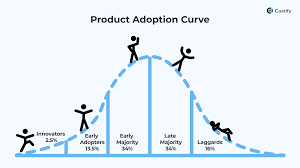 Custify
Product Adoption Curve
Innovators
2.5%
Early
Adopters
13.5%
Early
Majority
34%
Late
Majority
34%
Laggards
16%